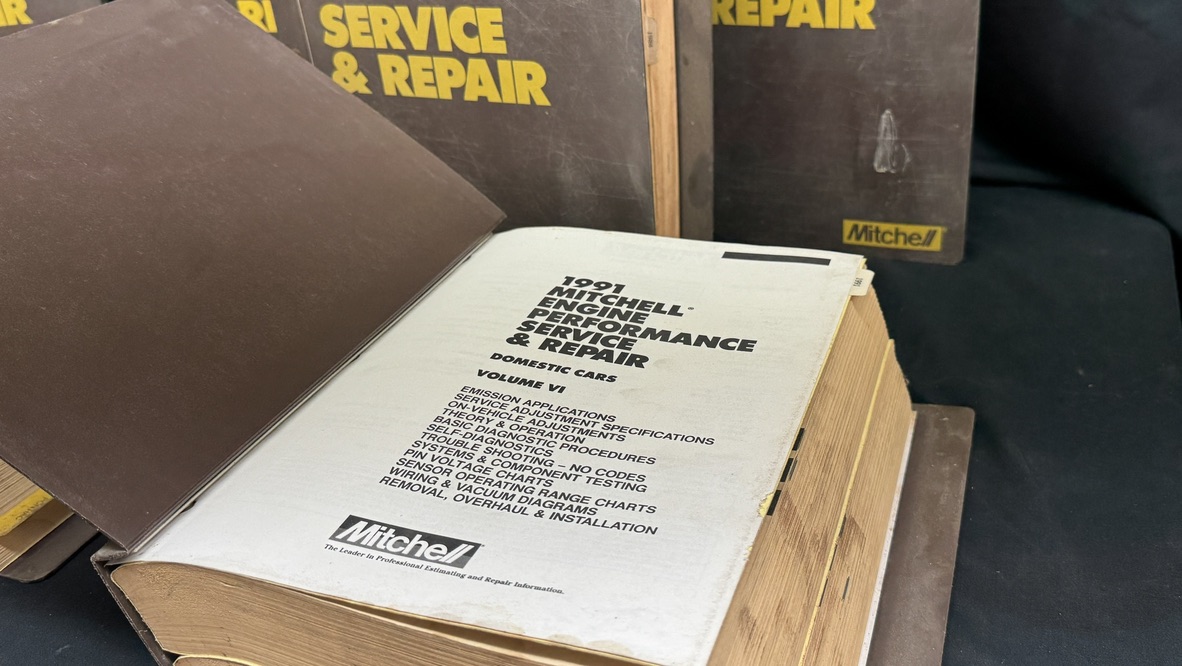 RI
SERVICE
& REPAIR
REPAIR
Mitchell
1991
MITCHELL®
ENGINE
PERFORMANCE
SERVICE
& REPAIR
DOMESTIC CARS
VOLUME VI
EMISSION APPLICATIONS
SERVICE ADJUSTMENT SPECIFICATIONS
ON-VEHICLE ADJUSTMENTS
THEORY & OPERATION
BASIC DIAGNOSTIC PROCEDURES
SELF-DIAGNOSTICS
TROUBLE SHOOTING – NO CODES
SYSTEMS & COMPONENT TESTING
PIN VOLTAGE CHARTS
SENSOR OPERATING RANGE CHARTS
WIRING & VACUUM DIAGRAMS
REMOVAL, OVERHAUL & INSTALLATION
Mitchell
The Leader in Professional Estimating and Repair Information.